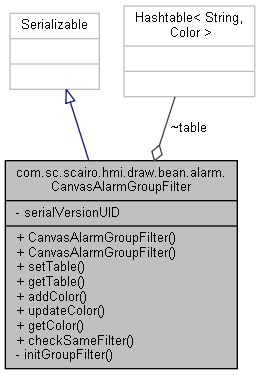 Serializable
Hashtable< String,
Color >
~table
com.sc.scairo.hmi.draw.bean.alarm.
CanvasAlarmGroupFilter
- serialVersionUID
+ CanvasAlarmGroupFilter()
+ CanvasAlarmGroupFilter()
+ setTable()
+ getTable()
+ addColor()
+ updateColor()
+ getColor()
+ checkSameFilter()
- initGroupFilter()